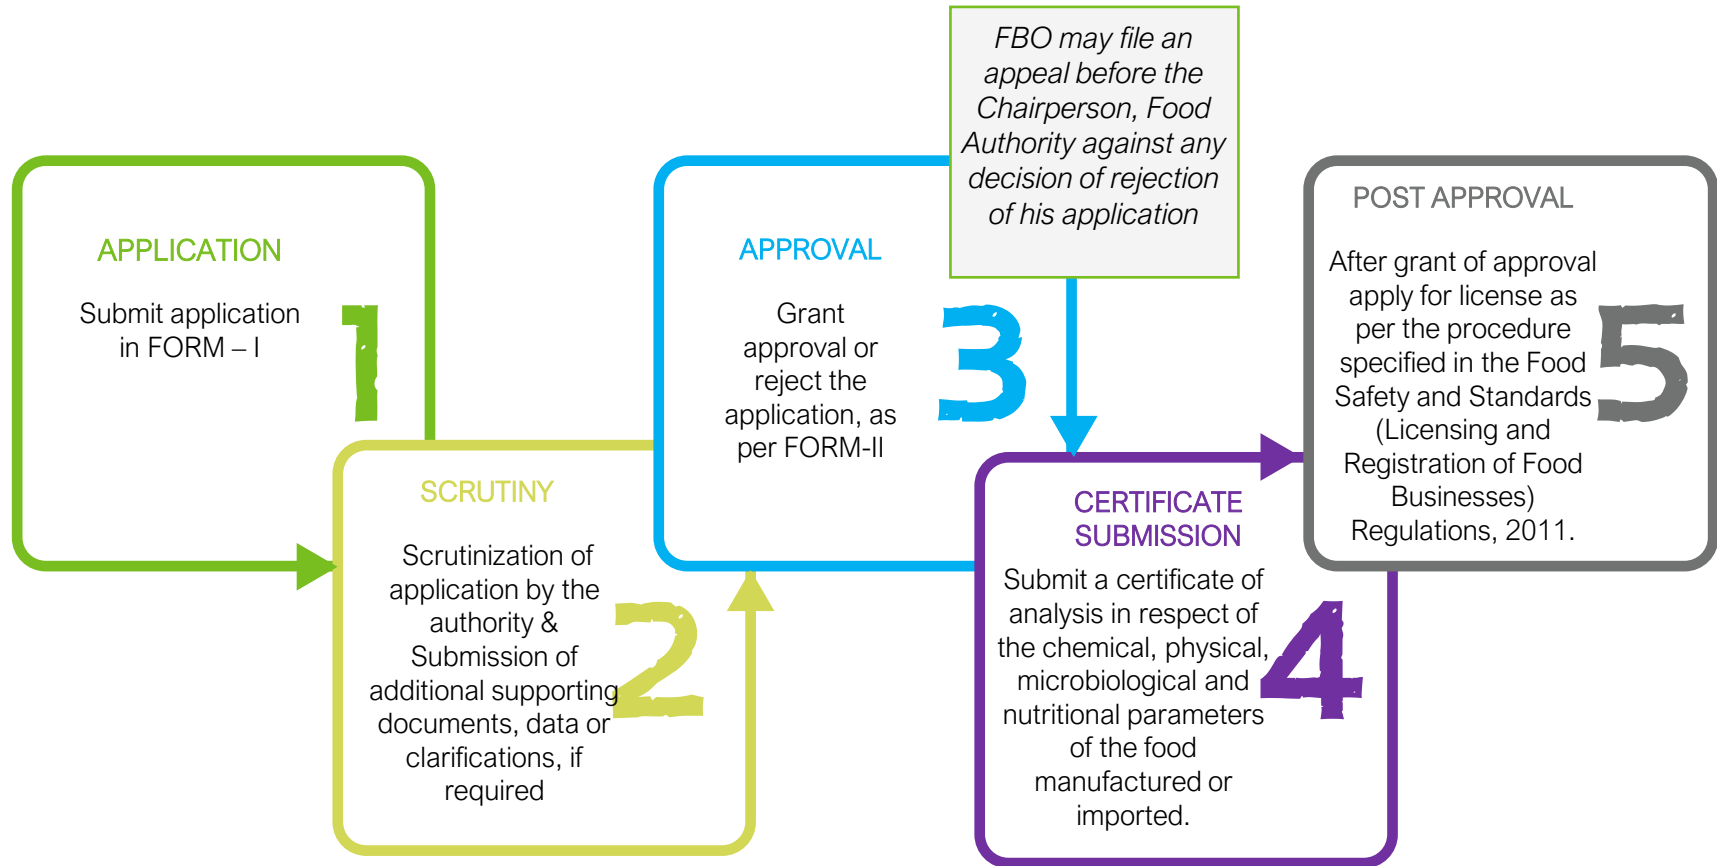 APPLICATION
Submit application
in FORM – I
1
SCRUTINY
Scrutinization of
application by the
authority &
Submission of
additional supporting
documents, data or
clarifications, if
required
2
APPROVAL
Grant
approval or
reject the
application, as
per FORM-II
3
FBO may file an
appeal before the
Chairperson, Food
Authority against any
decision of rejection
of his application
CERTIFICATE
SUBMISSION
Submit a certificate of
analysis in respect of
the chemical, physical,
microbiological and
nutritional parameters
of the food
manufactured or
imported.
4
POST APPROVAL
After grant of approval
apply for license as
per the procedure
specified in the Food
Safety and Standards
(Licensing and
Registration of Food
Businesses)
Regulations, 2011.
5